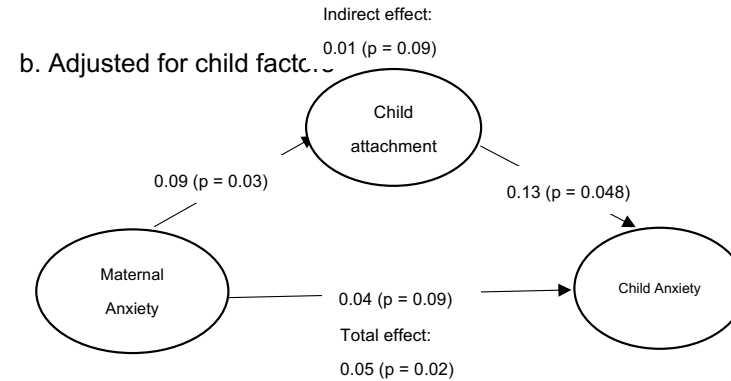 Indirect effect:
0.01 (p = 0.09)
b. Adjusted for child factors
Child
attachment
0.09 (p = 0.03)
0.13 (p = 0.048)
Maternal
Anxiety
Child Anxiety
0.04 (p = 0.09)
Total effect:
0.05 (p = 0.02)